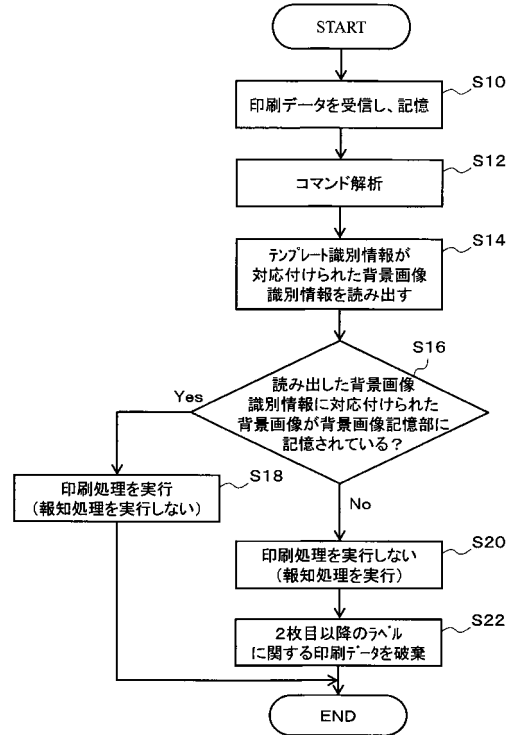 START
S10
印刷データを受信し、記憶
S12
コマンド解析
S14
ﾃﾝﾌﾟﾚｰﾄ識別情報が
対応付けられた背景画像
識別情報を読み出す
S16
読み出した背景画像
識別情報に対応付けられた
背景画像が背景画像記憶部に
記憶されている？
Yes
S18
印刷処理を実行
（報知処理を実行しない）
No
S20
印刷処理を実行しない
（報知処理を実行）
S22
２枚目以降のﾗﾍﾞﾙ
に関する印刷ﾃﾞｰﾀを破棄
END